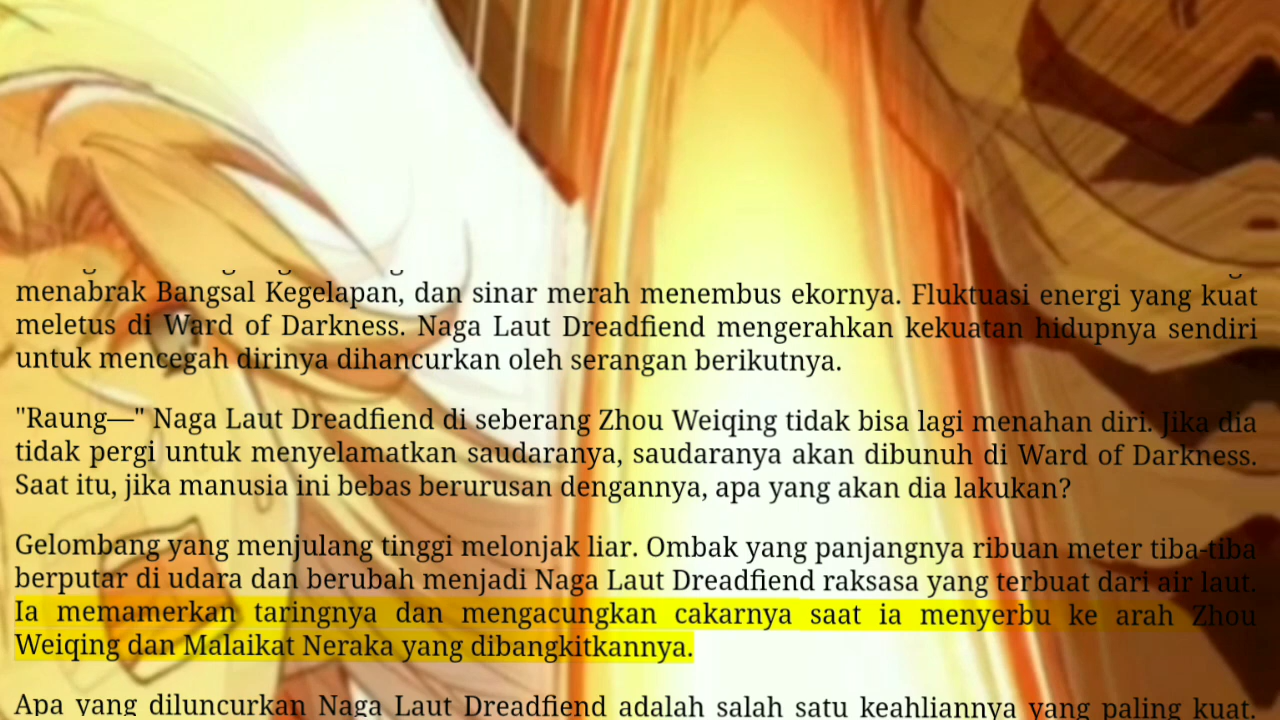 menabrak Bangsal Kegelapan, dan sinar merah menembus ekornya. Fluktuasi energi yang kuat
meletus di Ward of Darkness. Naga Laut Dreadfiend mengerahkan kekuatan hidupnya sendiri
untuk mencegah dirinya dihancurkan oleh serangan berikutnya.
"Raung—" Naga Laut Dreadfiend di seberang Zhou Weiqing tidak bisa lagi menahan diri. Jika dia
tidak pergi untuk menyelamatkan saudaranya, saudaranya akan dibunuh di Ward of Darkness.
Saat itu, jika manusia ini bebas berurusan dengannya, apa yang akan dia lakukan?
Gelombang yang menjulang tinggi melonjak liar. Ombak yang panjangnya ribuan meter tiba-tiba
berputar di udara dan berubah menjadi Naga Laut Dreadfiend raksasa yang terbuat dari air laut.
Ia memamerkan taringnya dan mengacungkan cakarnya saat ia menyerbu ke arah Zhou
Weiqing dan Malaikat Neraka yang dibangkitkannya.
Apa yang diluncurkan Naga Laut Dreadfiend adalah salah satu keahliannya yang paling kuat.